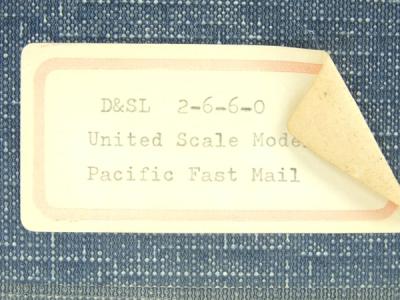 D&SL 2-6-6-0
United Scale Mode
Pacific Fast Mail